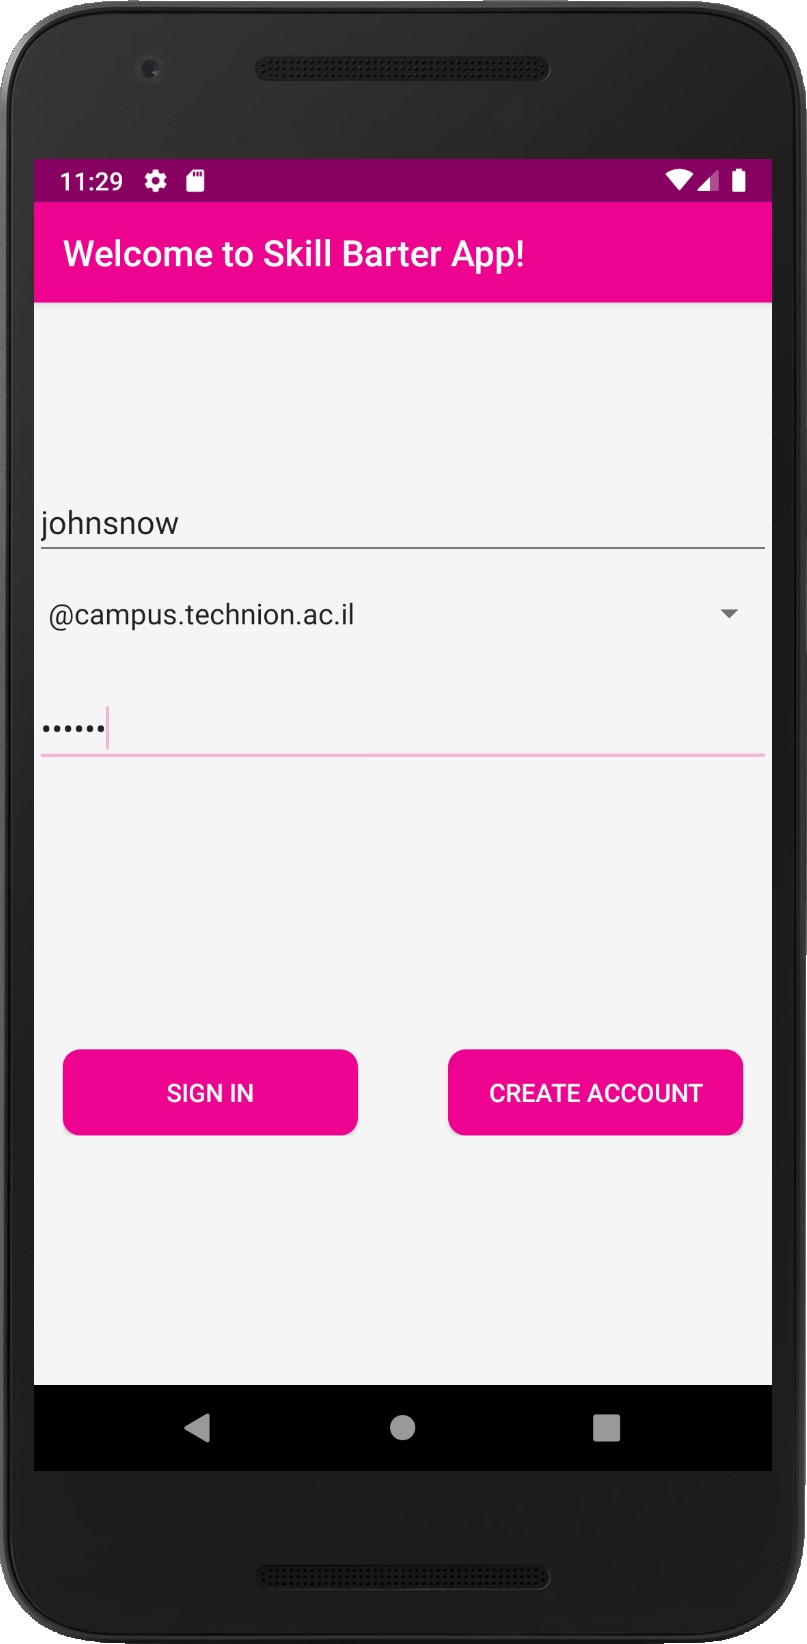 11:29
Welcome to Skill Barter App!
johnsnow
@campus.technion.ac.il
••••••
SIGN IN
CREATE ACCOUNT